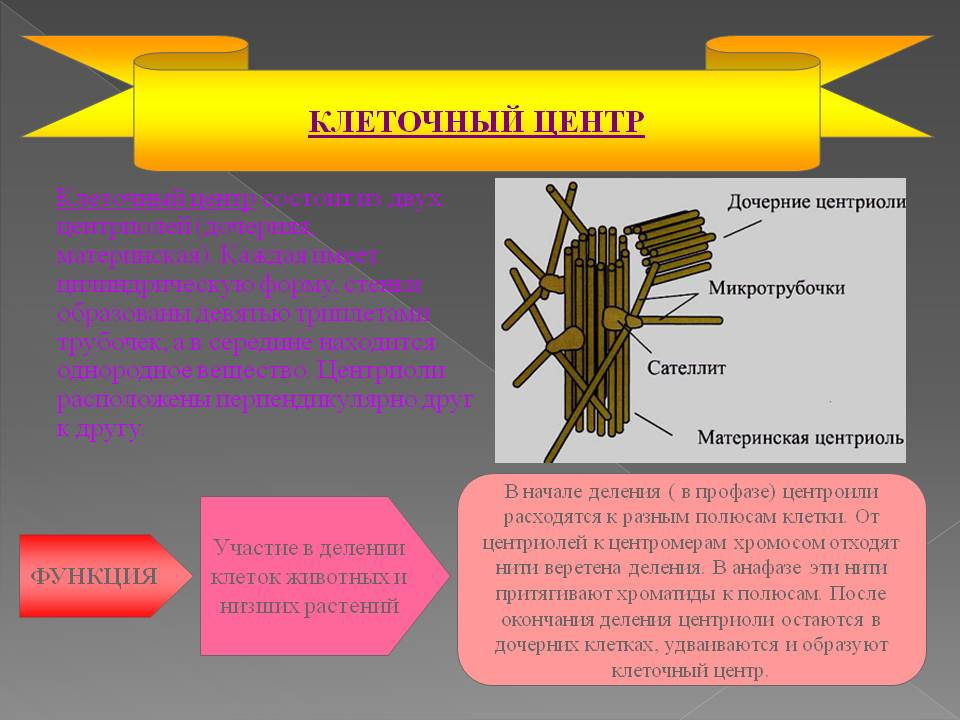 КЛЕТОЧНЫЙ ЦЕНТР
Клеточный центр состоит из двух
центриолей (дочерняя,
материнская). Каждая имеет
цилиндрическую форму, стенки
образованы девятью триплетами
трубочек, а в середине находится
однородное вещество. Центриоли
расположены перпендикулярно друг
к другу.
Дочерние центриоли
Микротрубочки
Сателлит
Материнская центриоль
ФУНКЦИЯ
Участие в делении
клеток животных и
низших растений
В начале деления ( в профазе) центроили
расходятся к разным полюсам клетки. От
центриолей к центромерам хромосом отходят
нити веретена деления. В анафазе эти нити
притягивают хроматиды к полюсам. После
окончания деления центриоли остаются в
дочерних клетках, удваиваются и образуют
клеточный центр.